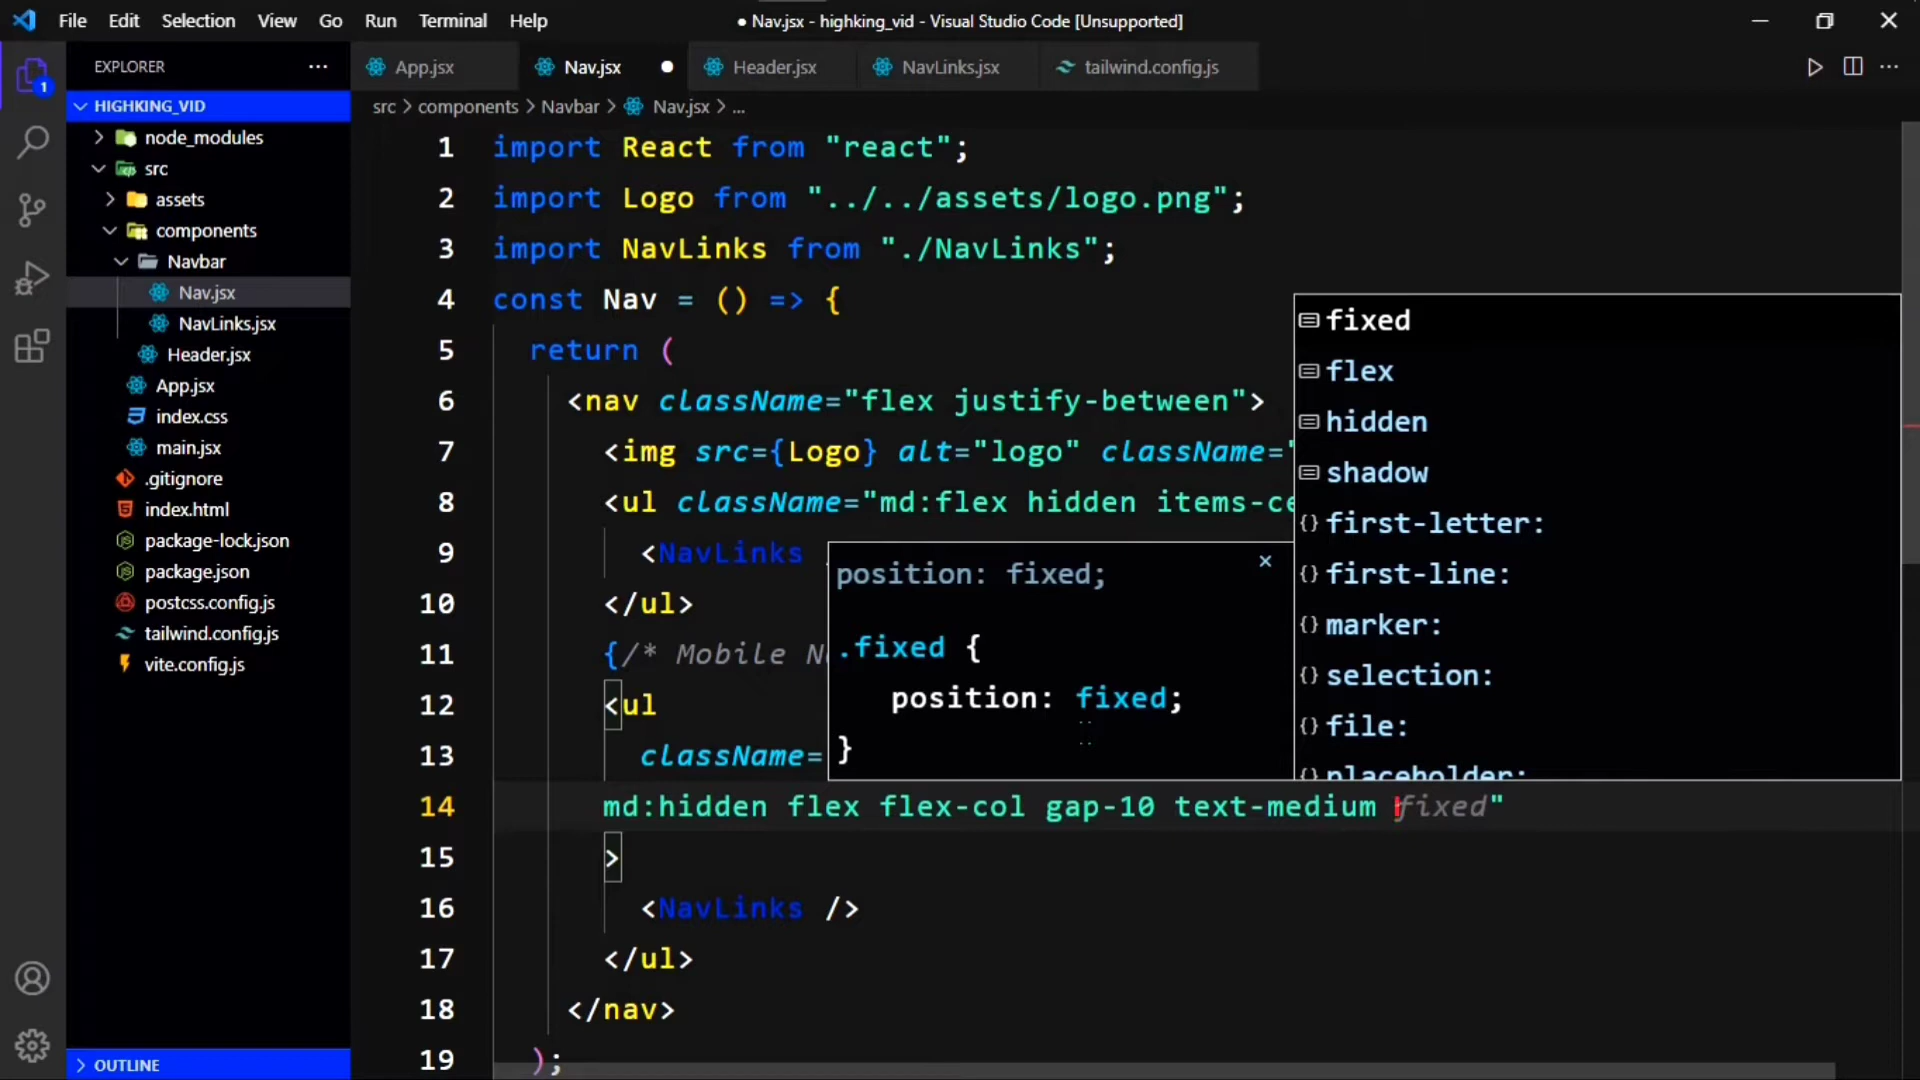 File Edit Selection View Go Run Terminal Help
● Nav.jsx - highking_vid - Visual Studio Code [Unsupported]
EXPLORER
App.jsx
Nav.jsx
Header.jsx
NavLinks.jsx
tailwind.config.js
1
HIGHKING_VID
src > components > Navbar > Nav.jsx > ...
node_modules
src
assets
components
Navbar
Nav.jsx
NavLinks.jsx
Header.jsx
App.jsx
index.css
main.jsx
.gitignore
index.html
package-lock.json
package.json
postcss.config.js
tailwind.config.js
vite.config.js
OUTLINE
1 import React from "react";
2 import Logo from "../../assets/logo.png";
3 import NavLinks from "./NavLinks";
4 const Nav = () => {
5 return (
6 <nav className="flex justify-between">
7 <img src={Logo} alt="logo" className="
8 <ul className="md:flex hidden items-ce
9 <NavLinks
10 </ul>
11 {/* Mobile
12 <ul
13 className=
14 md:hidden flex flex-col gap-10 text-medium fixed"
15 >
16 <NavLinks />
17 </ul>
18 </nav>
19 );
position: fixed;
.fixed {
position: fixed;
}
fixed
flex
hidden
shadow
first-letter:
first-line:
marker:
selection:
file:
placeholder: